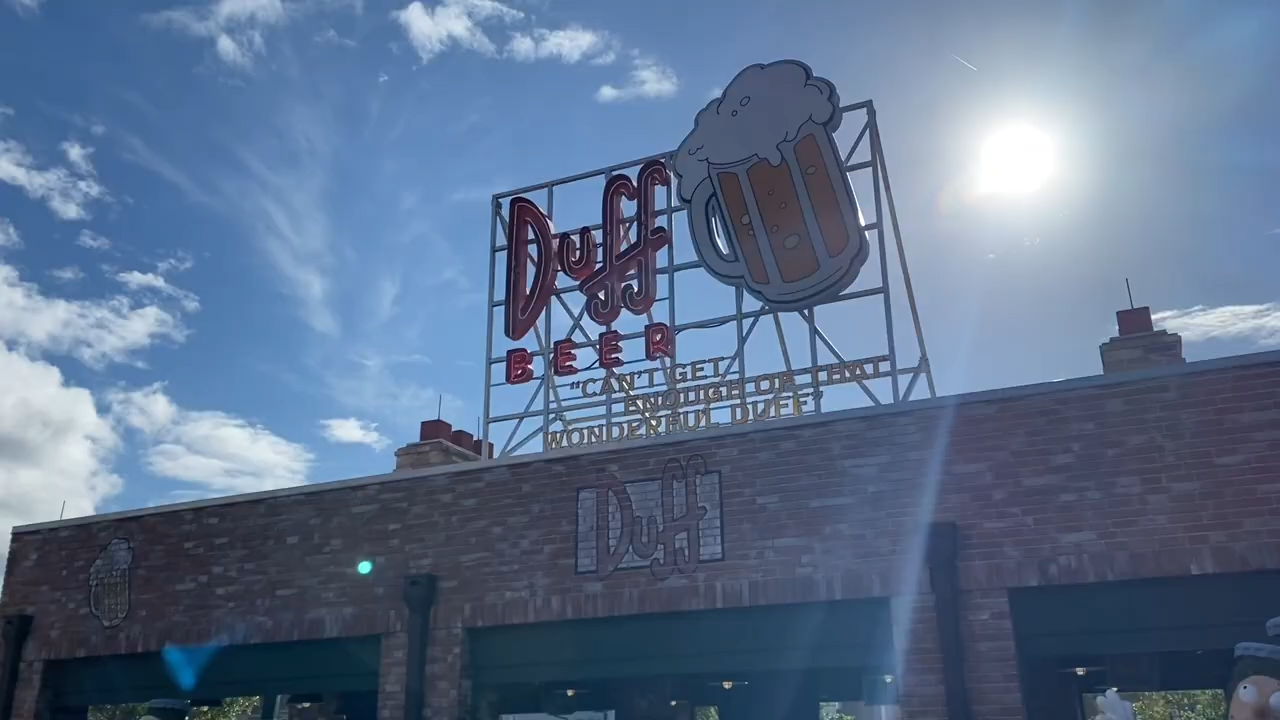 Duff
BEER
"CAN'T GET
ENOUGH OF THAT
WONDERFUL DUFF"
Duff